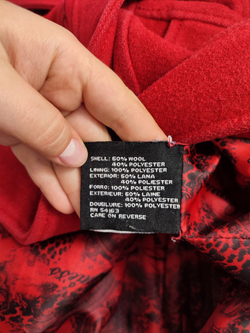 SHELL: 60% WOOL
40% POLYESTER
LINING: 100% POLYESTER
EXTERIOR: 60% LANA
40% POLIESTER
FORRO: 100% POLIESTER
EXTERIEUR: 60% LAINE
40% POLYESTER
DOUBLURE: 100% POLYESTER
RN 54163
CARE ON REVERSE